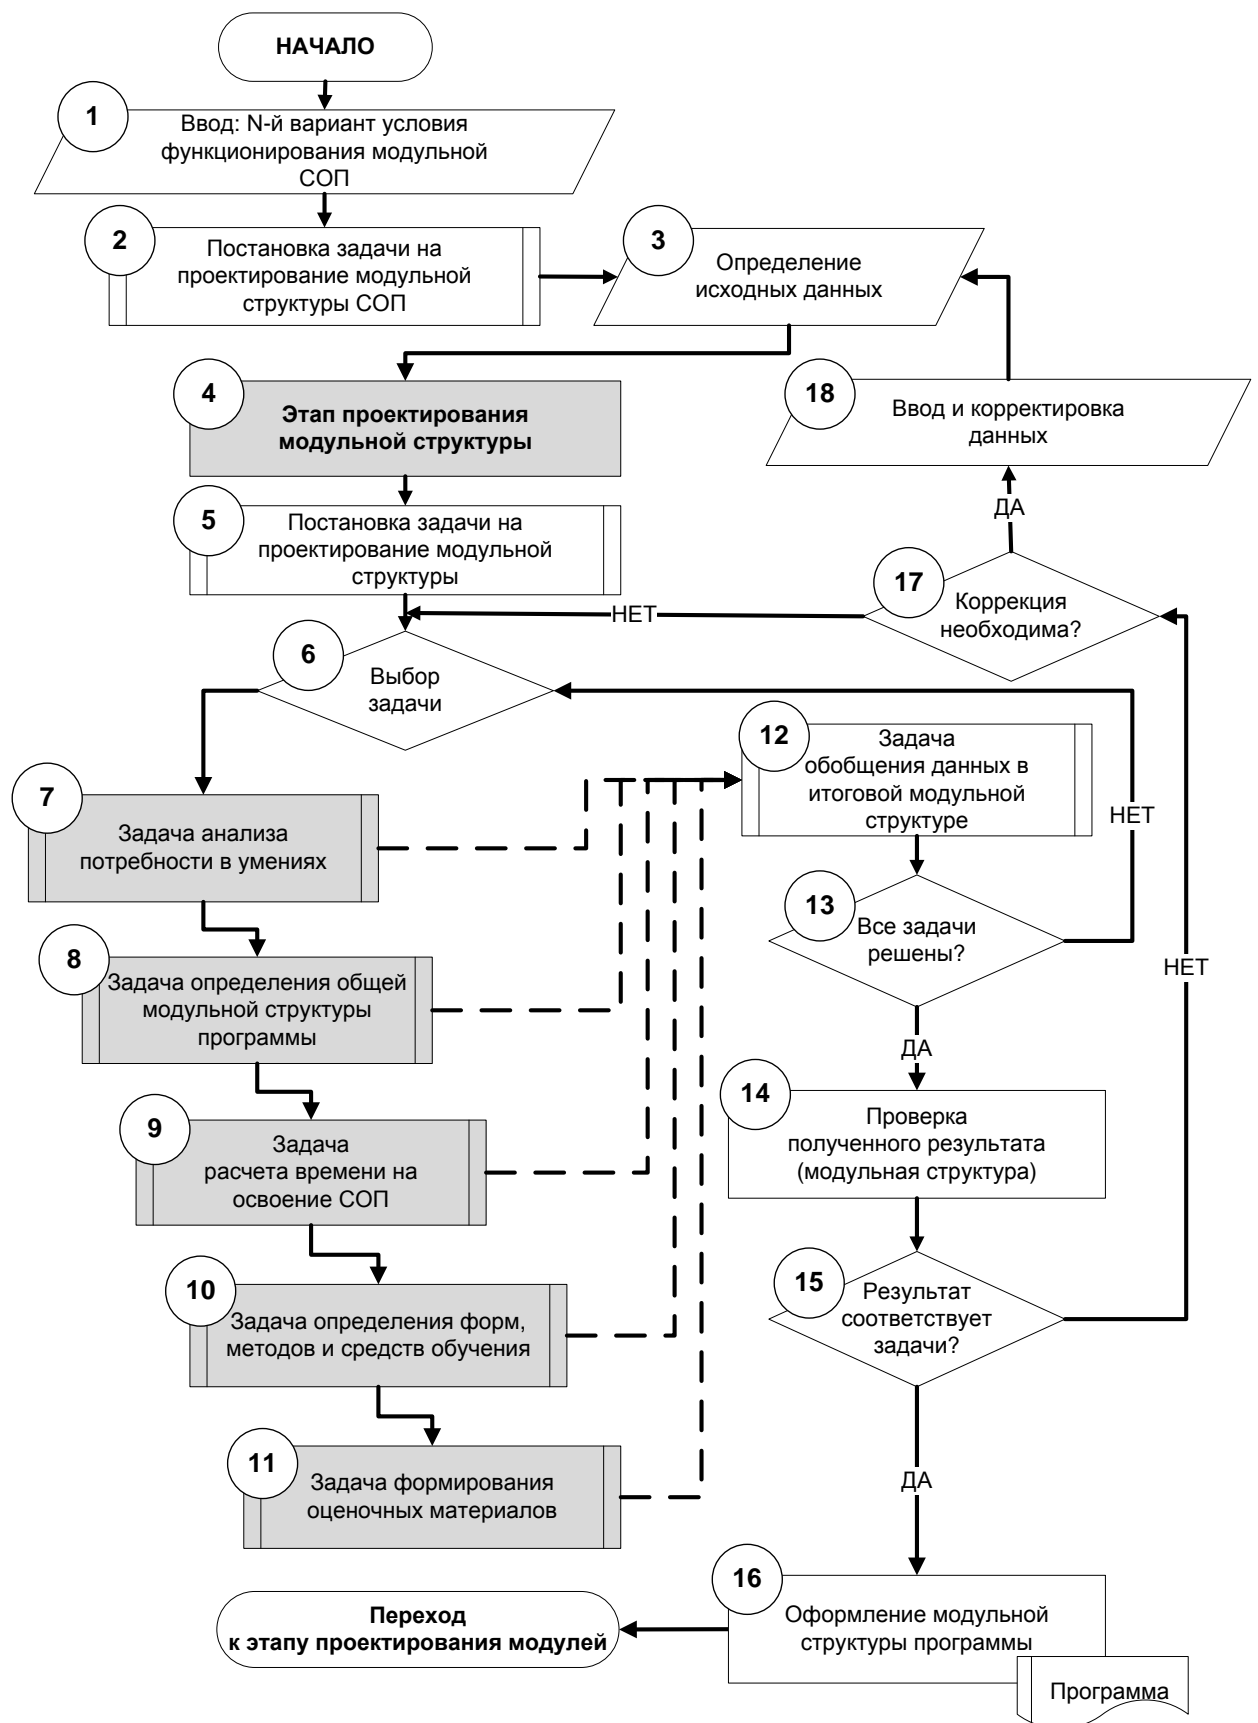 НАЧАЛО
1
Ввод: N-й вариант условия
функционирования модульной
СОП
2
Постановка задачи на
проектирование модульной
структуры СОП
3
Определение
исходных данных
4
Этап проектирования
модульной структуры
18
Ввод и корректировка
данных
ДА
5
Постановка задачи на
проектирование модульной
структуры
17
Коррекция
необходима?
НЕТ
6
Выбор
задачи
12
Задача
обобщения данных в
итоговой модульной
структуре
НЕТ
7
Задача анализа
потребности в умениях
13
Все задачи
решены?
НЕТ
8
Задача определения общей
модульной структуры
программы
ДА
14
Проверка
полученного результата
(модульная структура)
9
Задача
расчета времени на
освоение СОП
15
Результат
соответствует
задачи?
10
Задача определения форм,
методов и средств обучения
11
Задача формирования
оценочных материалов
ДА
16
Оформление модульной
структуры программы
Переход
к этапу проектирования модулей
Программа